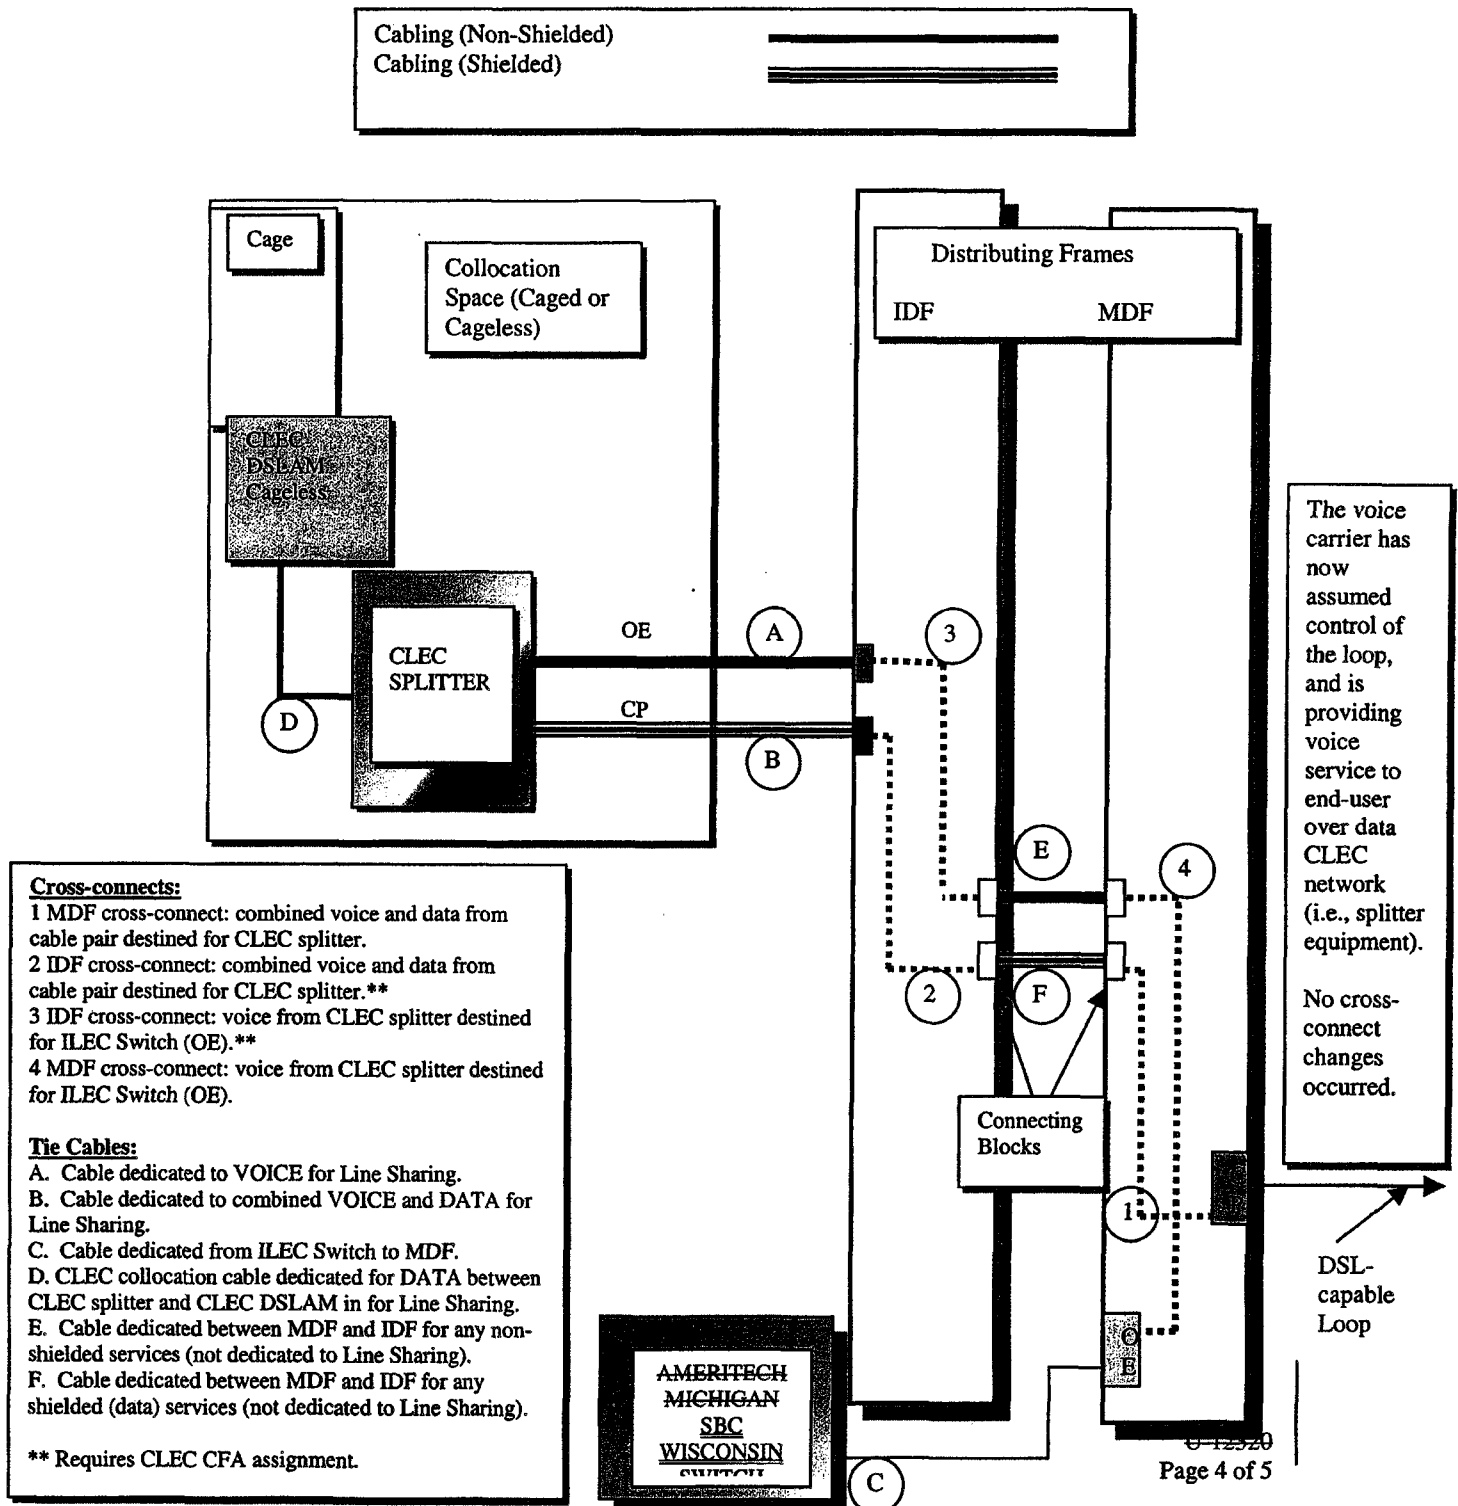 Cabling (Non-Shielded)
Cabling (Shielded)
Cage
Collocation
Space (Caged or
Cageless)
Distributing Frames
IDF MDF
CLEC
DSLAM
Cageless
CLEC
SPLITTER
OE
CP
A
B
D
3
E
4
2
F
The voice
carrier has
now
assumed
control of
the loop,
and is
providing
voice
service to
end-user
over data
CLEC
network
(i.e., splitter
equipment).
No cross-
connect
changes
occurred.
Connecting
Blocks
1
DSL-
capable
Loop
O
E
Cross-connects:
1 MDF cross-connect: combined voice and data from
cable pair destined for CLEC splitter.
2 IDF cross-connect: combined voice and data from
cable pair destined for CLEC splitter.**
3 IDF cross-connect: voice from CLEC splitter destined
for ILEC Switch (OE).**
4 MDF cross-connect: voice from CLEC splitter destined
for ILEC Switch (OE).
Tie Cables:
A. Cable dedicated to VOICE for Line Sharing.
B. Cable dedicated to combined VOICE and DATA for
Line Sharing.
C. Cable dedicated from ILEC Switch to MDF.
D. CLEC collocation cable dedicated for DATA between
CLEC splitter and CLEC DSLAM in for Line Sharing.
E. Cable dedicated between MDF and IDF for any non-
shielded services (not dedicated to Line Sharing).
F. Cable dedicated between MDF and IDF for any
shielded (data) services (not dedicated to Line Sharing).
** Requires CLEC CFA assignment.
AMERITECH
MICHIGAN
SBC
WISCONSIN
SWITCH
C
U-12320
Page 4 of 5